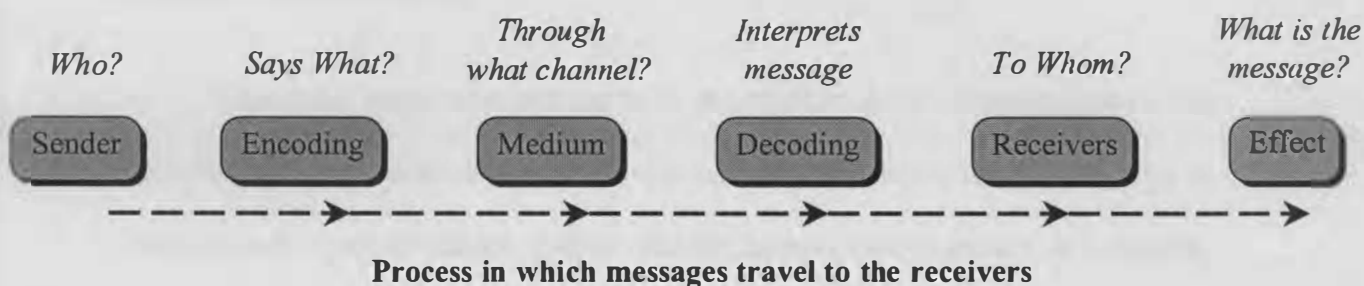 Who?
Says What?
Through
what channel?
Interprets
message
To Whom?
What is the
message?
Sender
Encoding
Medium
Decoding
Receivers
Effect
Process in which messages travel to the receivers